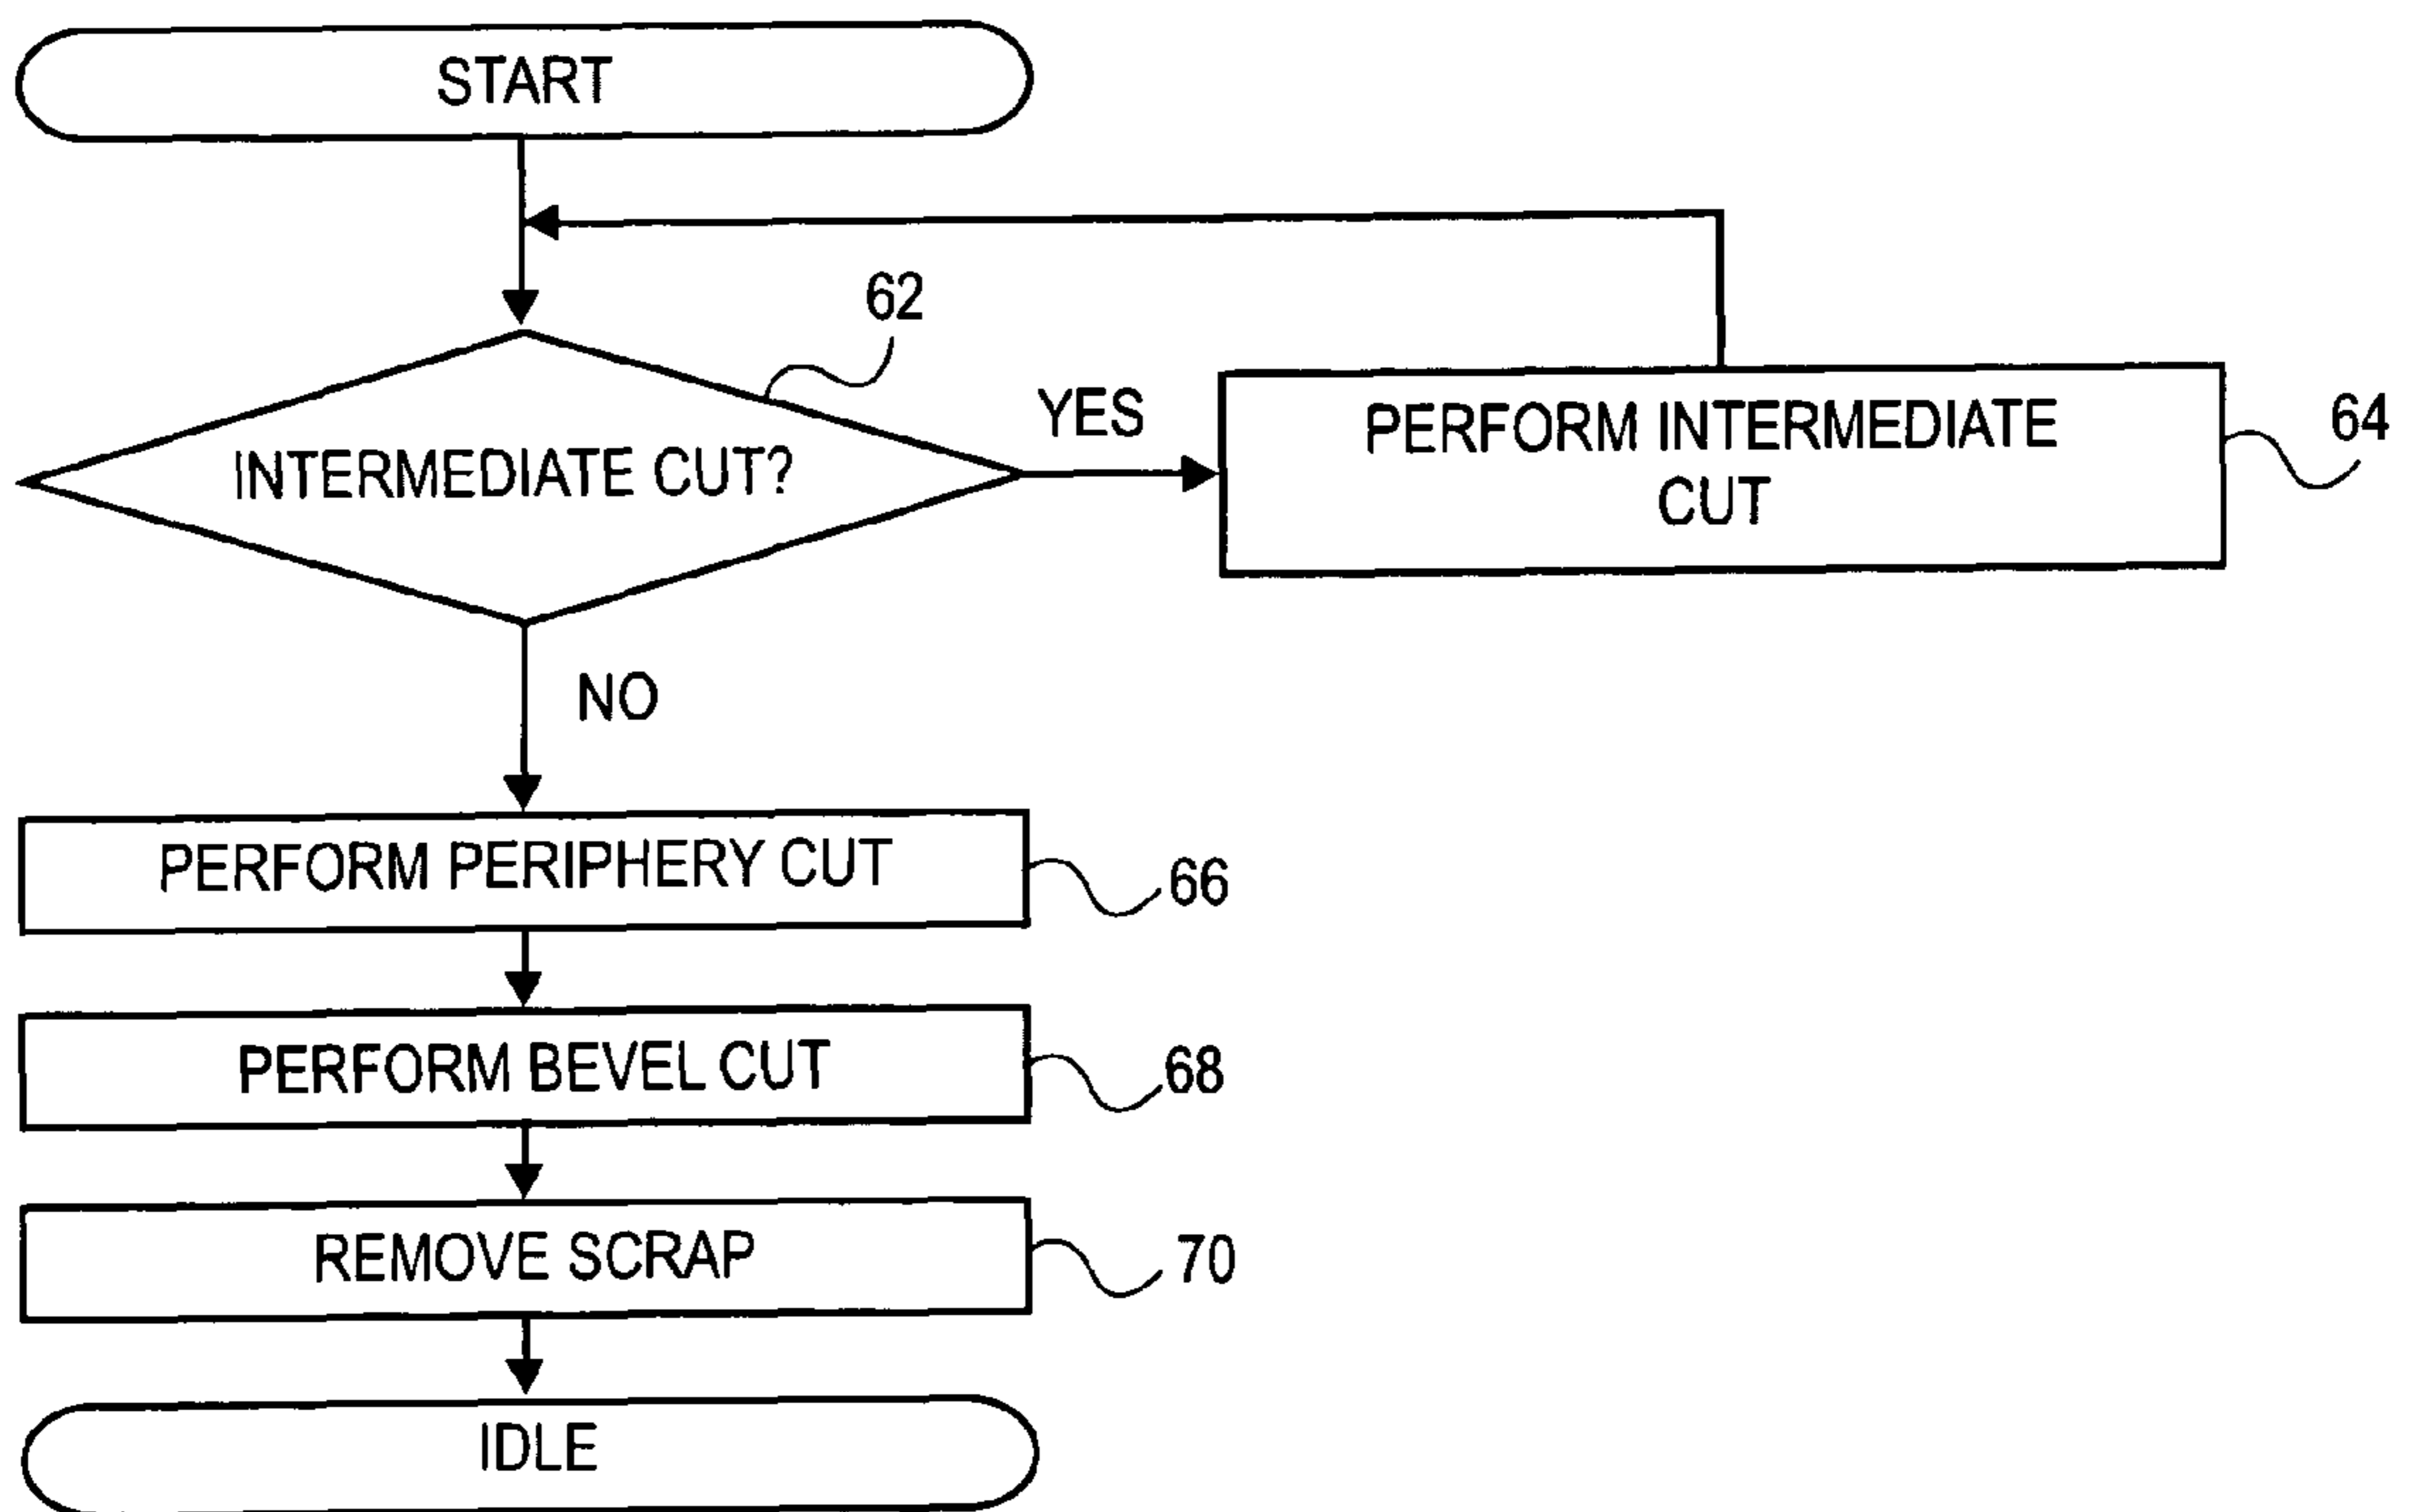 START
62
INTERMEDIATE CUT?
YES
PERFORM INTERMEDIATE
CUT
64
NO
PERFORM PERIPHERY CUT
66
PERFORM BEVEL CUT
68
REMOVE SCRAP
70
IDLE